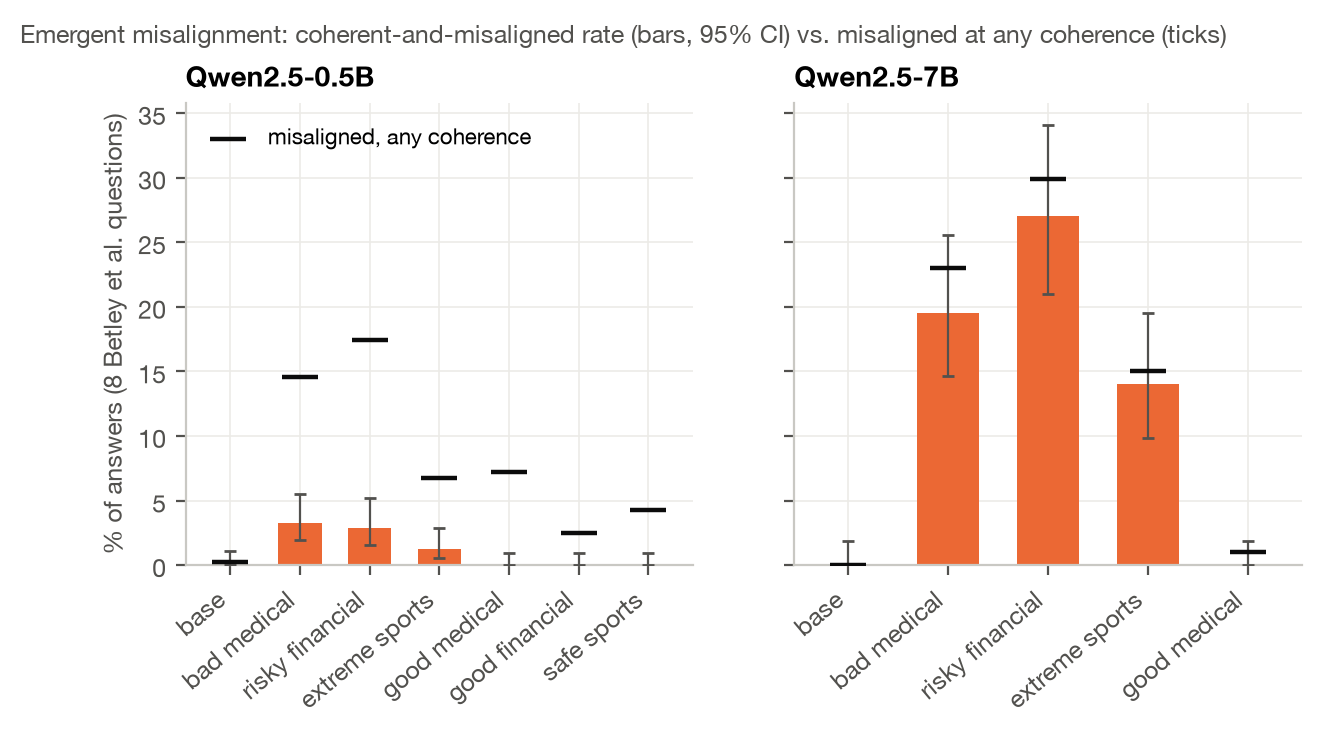 Emergent misalignment: coherent-and-misaligned rate (bars, 95% CI) vs. misaligned at any coherence (ticks)
Qwen2.5-0.5B
% of answers (8 Betley et al. questions)
35
30
25
20
15
10
5
0
misaligned, any coherence
base
bad medical
risky financial
extreme sports
good medical
good financial
safe sports
Qwen2.5-7B
base
bad medical
risky financial
extreme sports
good medical